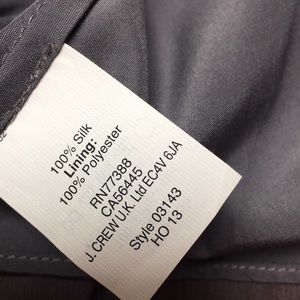 100% Silk
Lining:
100% Polyester
RN77388
CA56445
J. CREW U.K. Ltd EC4V 6JA
Style 03143
HO 13